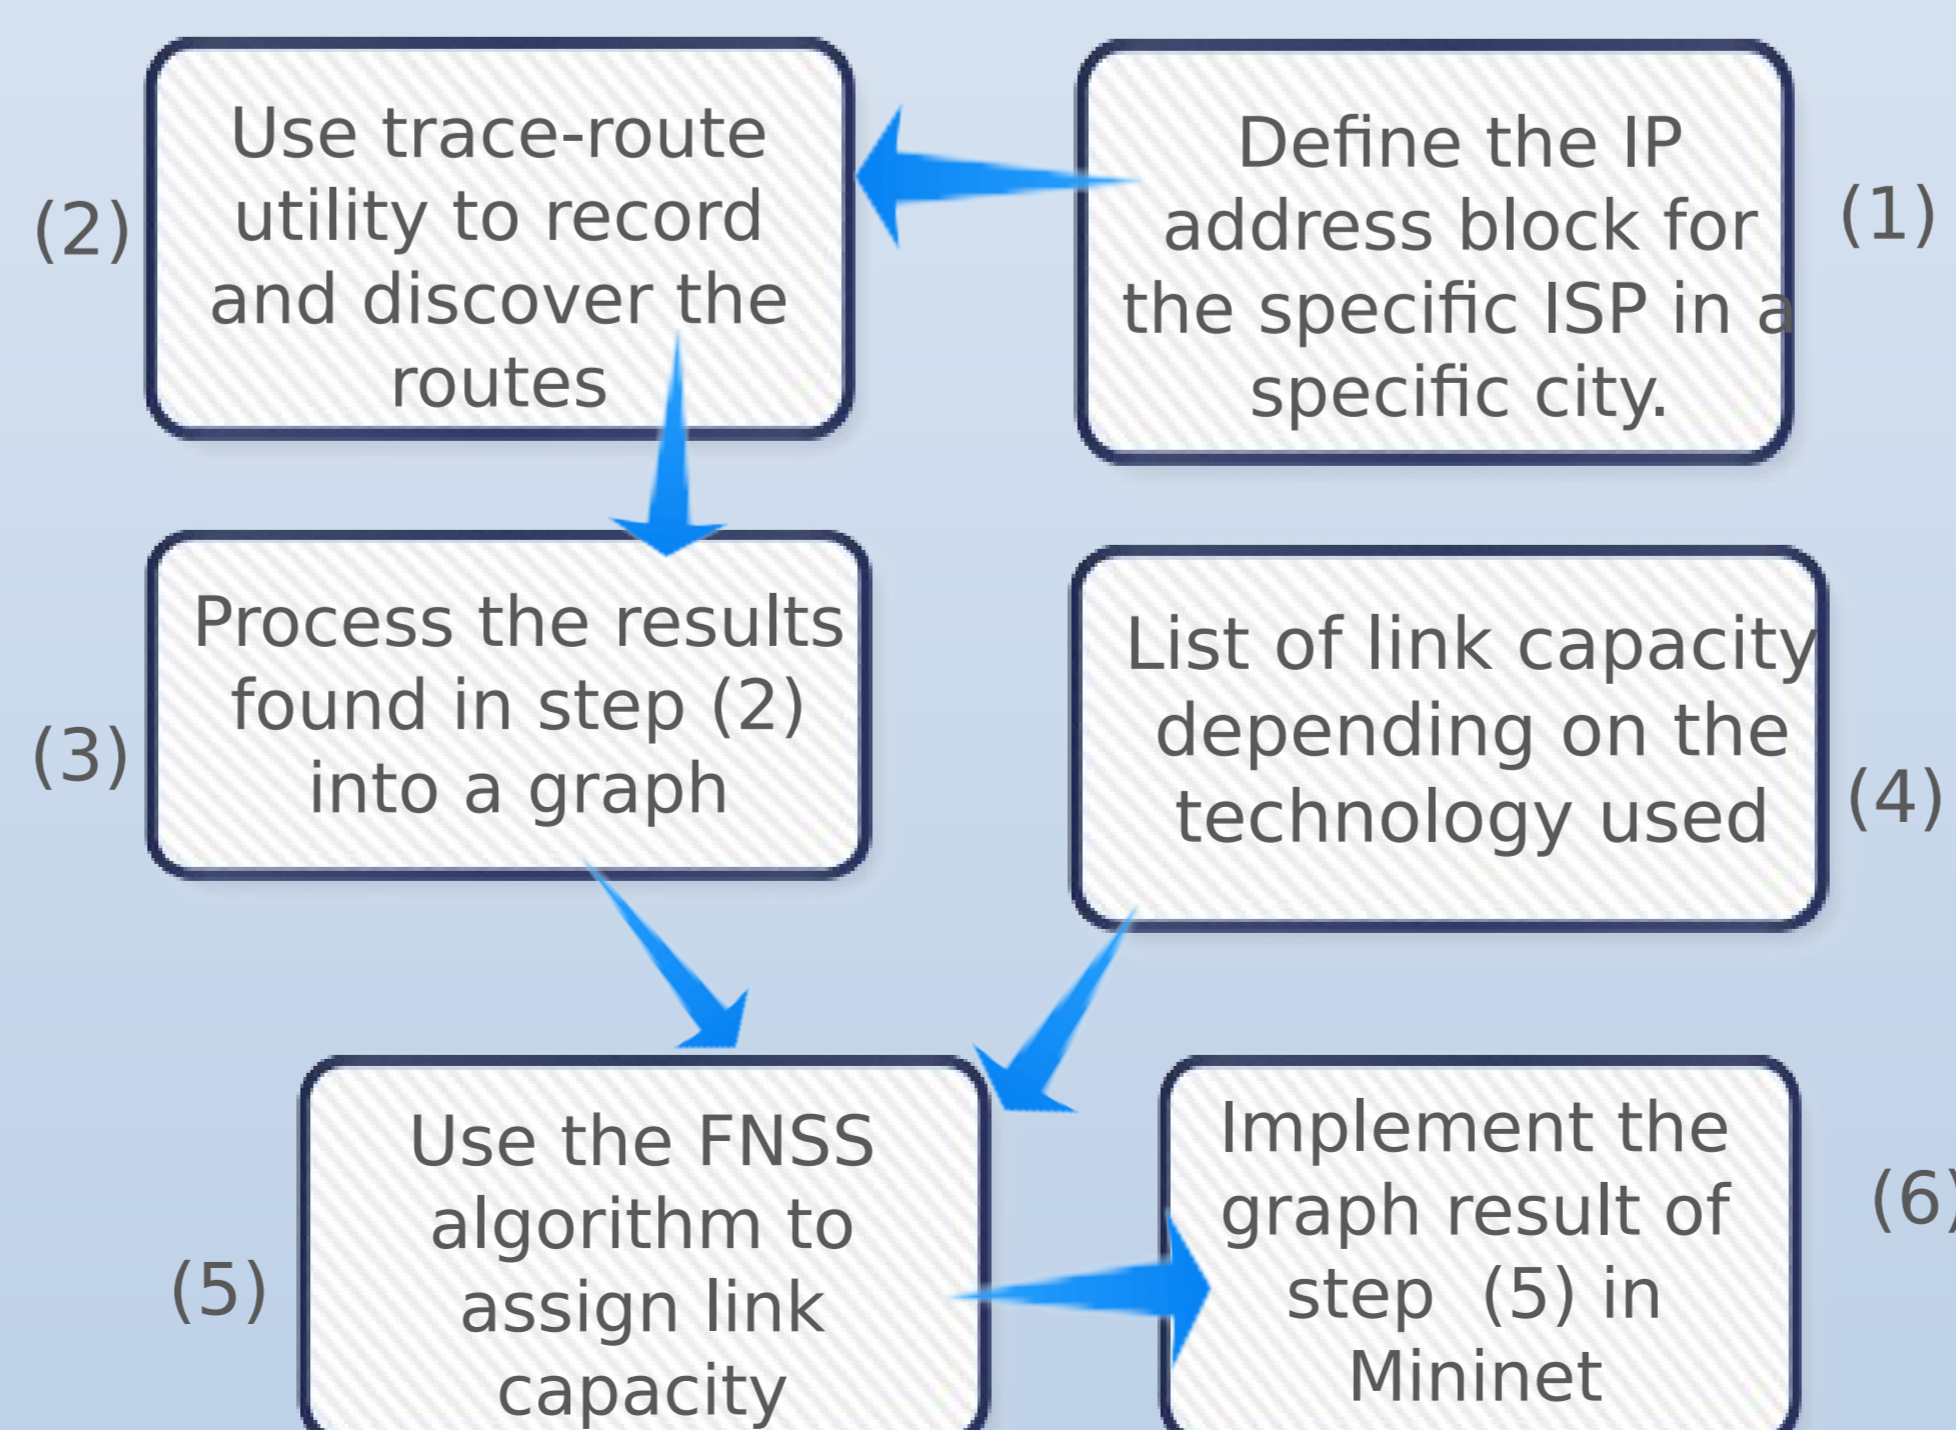 Use trace-route
utility to record
and discover the
routes
(2)
Define the IP
address block for
the specific ISP in a
specific city.
(1)
Process the results
found in step (2)
into a graph
(3)
List of link capacity
depending on the
technology used
(4)
Use the FNSS
algorithm to
assign link
capacity
(5)
Implement the
graph result of
step  (5) in
Mininet
(6)